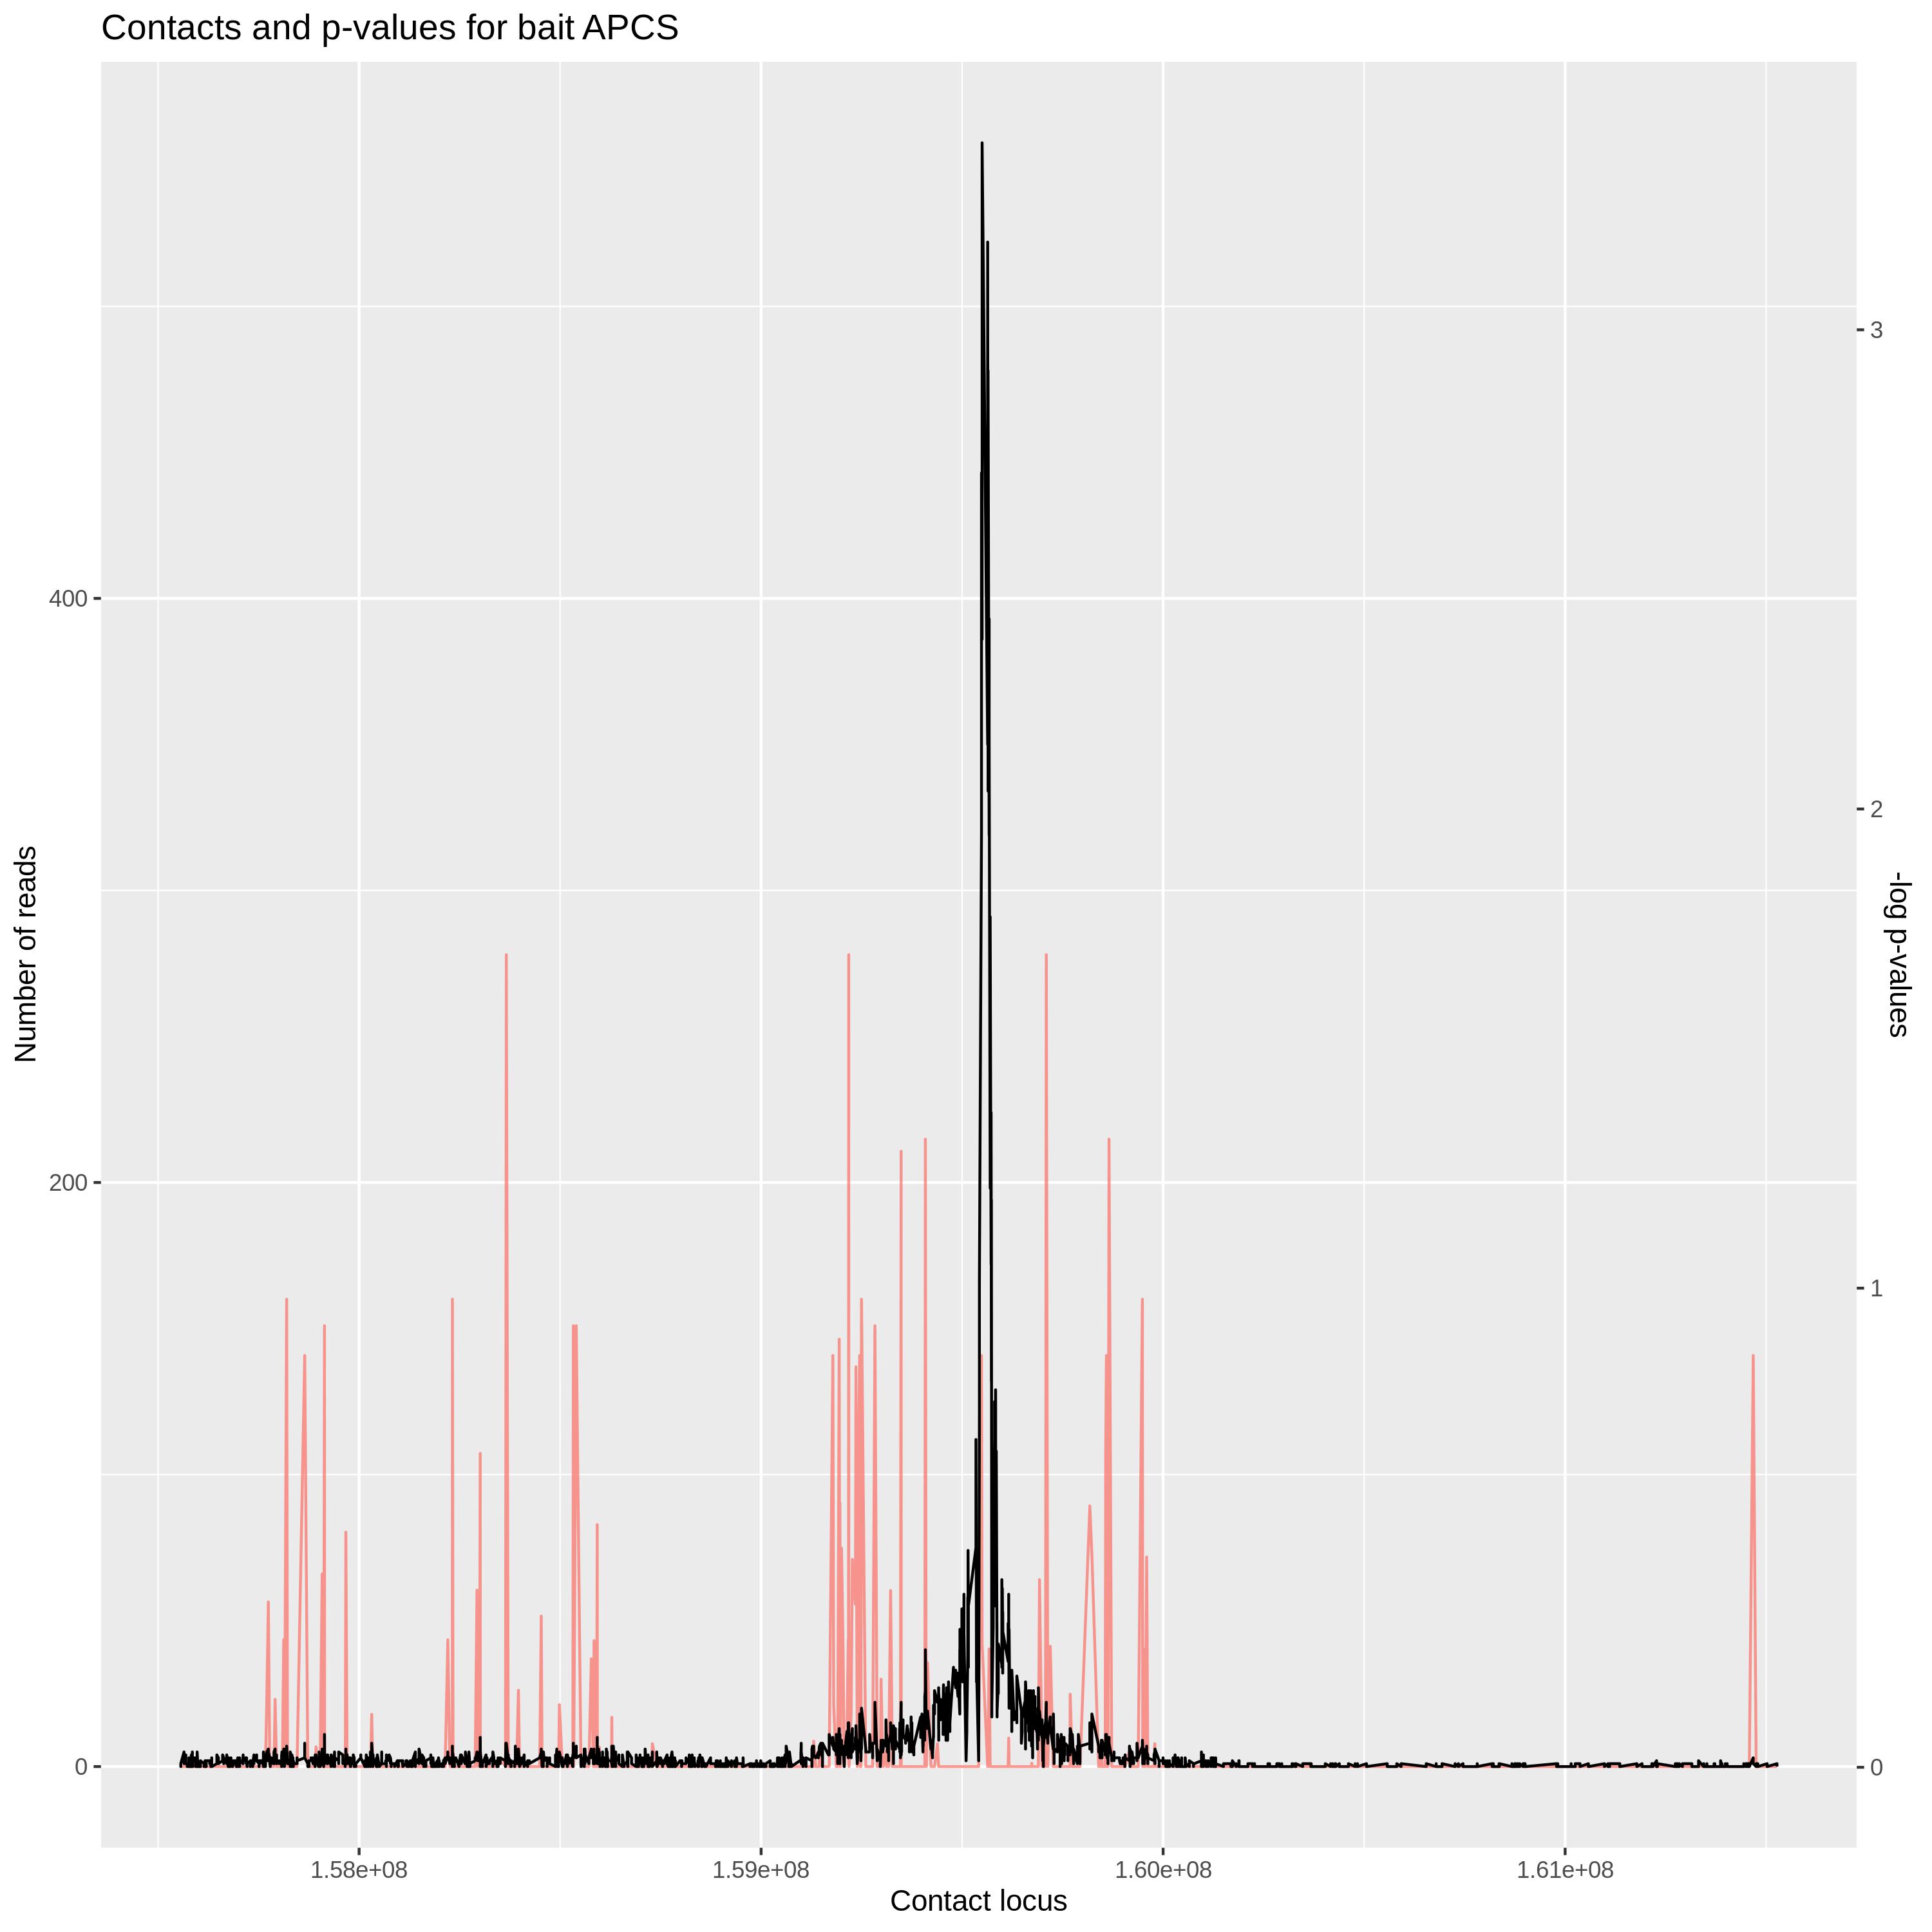 Contacts and p-values for bait APCS
Number of reads
400
200
0
3
2
1
0
-log p-values
1.58e+08 1.59e+08 1.60e+08 1.61e+08
Contact locus